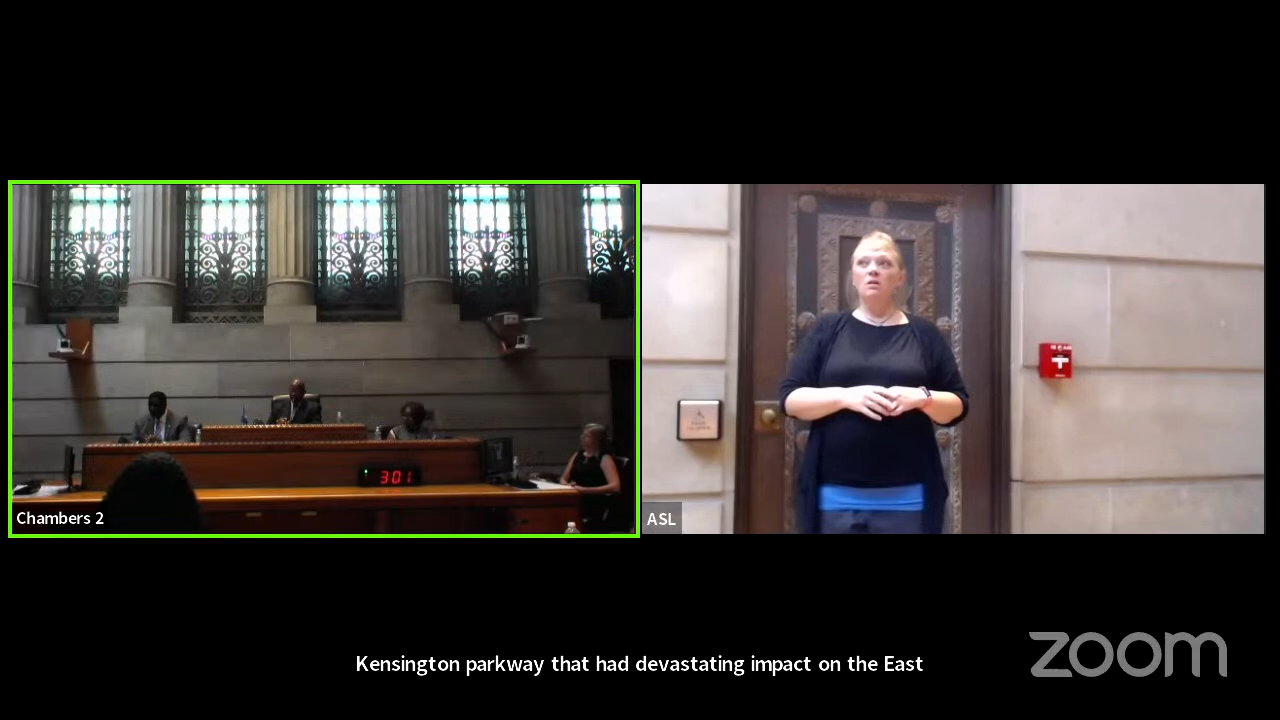 301
Chambers 2
ASL
Kensington parkway that had devastating impact on the East
zoom